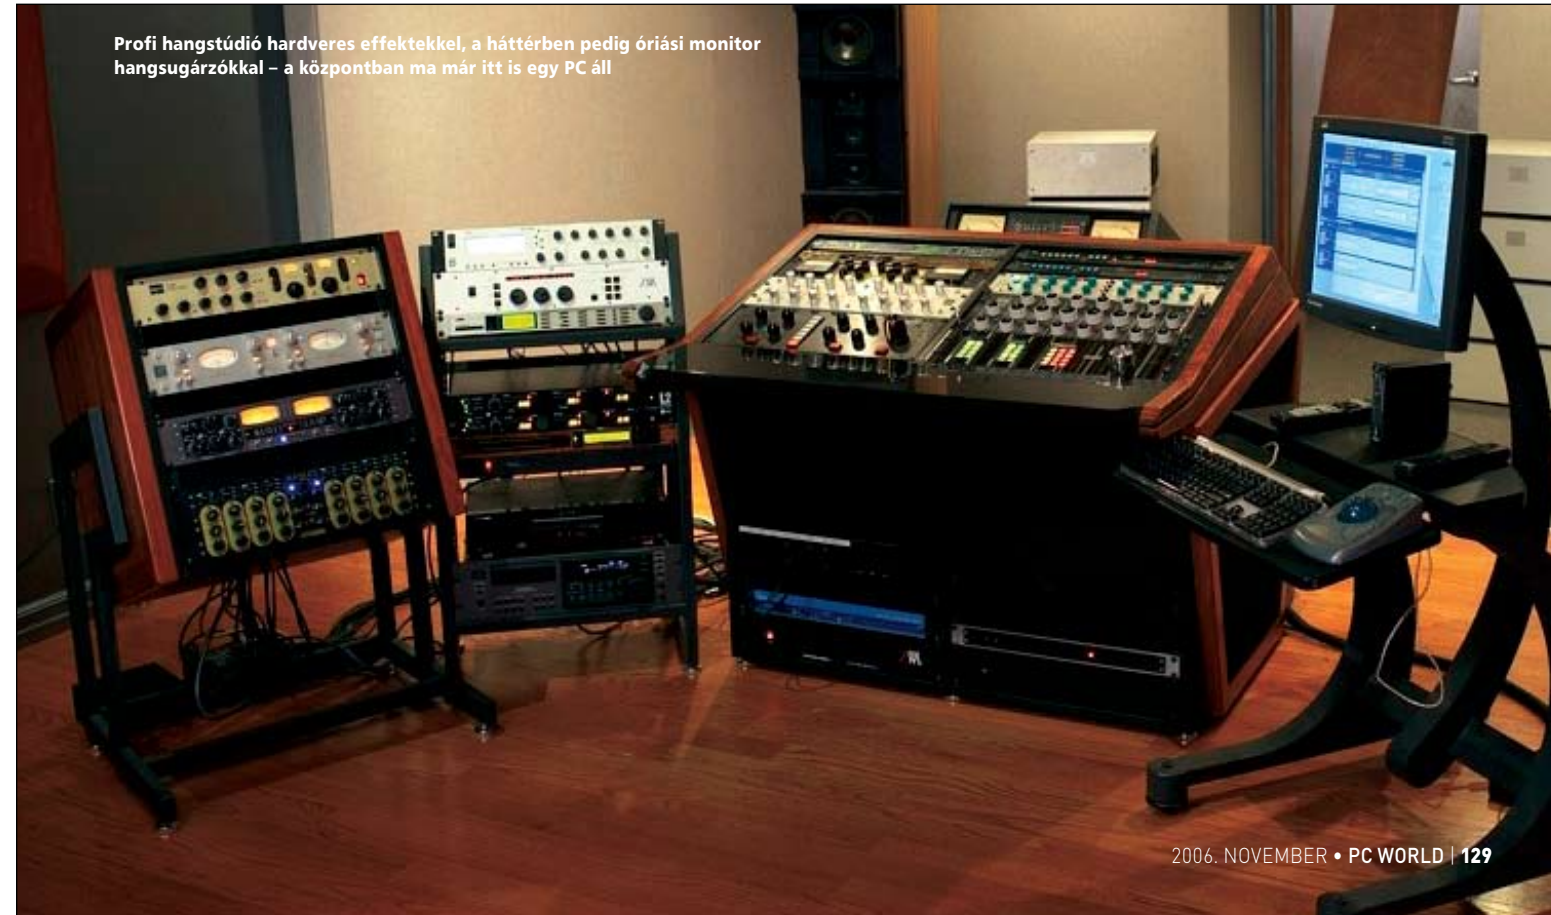 Profi hangstúdió hardveres effektekkel, a háttérben pedig óriási monitor
hangsugárzókkal – a központban ma már itt is egy PC áll
2006. NOVEMBER • PC WORLD | 129